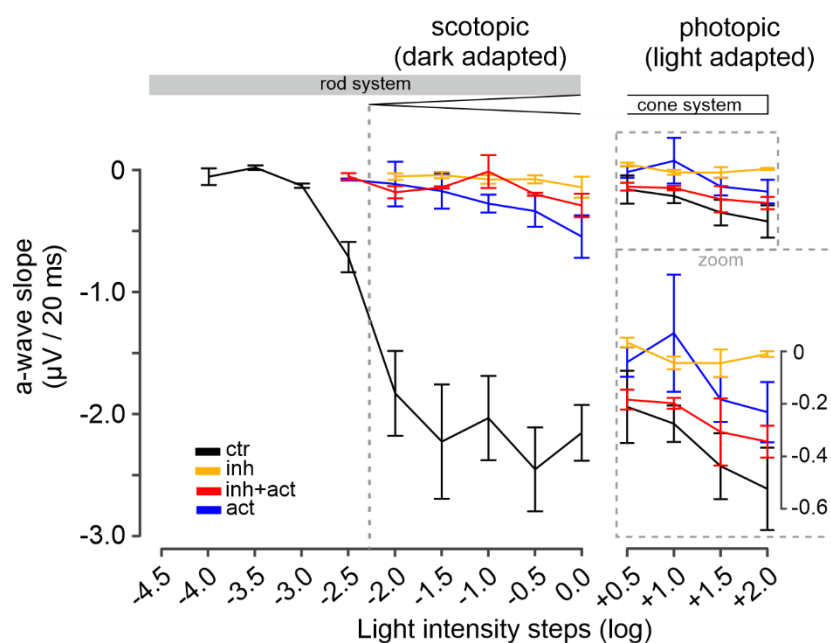 scotopic
(dark adapted)
photopic
(light adapted)
rod system
cone system
0
-1.0
-2.0
-3.0
a-wave slope
(µV / 20 ms)
zoom
0
-0.2
-0.4
-0.6
ctr
inh
inh+act
act
-4.5
-4.0
-3.5
-3.0
-2.5
-2.0
-1.5
-1.0
-0.5
0.0
+0.5
+1.0
+1.5
+2.0
Light intensity steps (log)